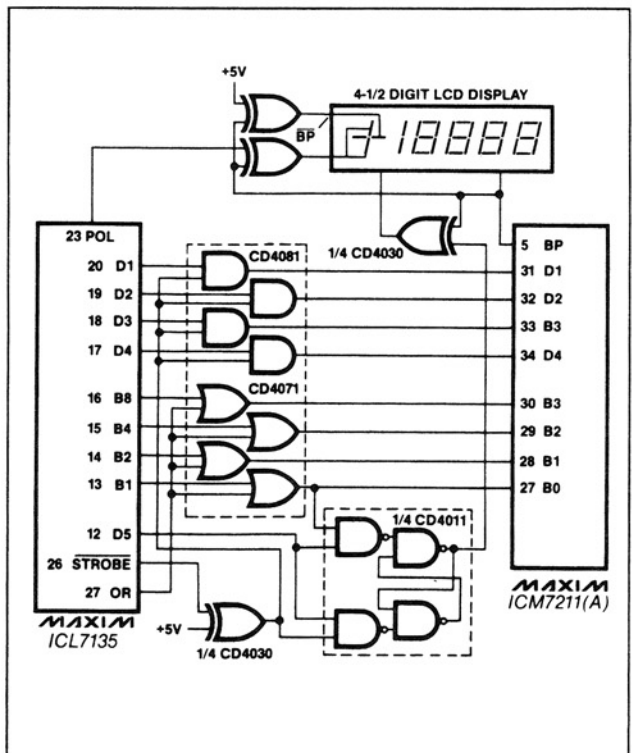 +5V
4-1/2 DIGIT LCD DISPLAY
BP
-18888
23 POL
1/4 CD4030
5 BP
20 D1
CD4081
31 D1
19 D2
32 D2
18 D3
33 B3
17 D4
34 D4
CD4071
16 B8
30 B3
15 B4
29 B2
14 B2
28 B1
13 B1
27 B0
1/4 CD4011
12 D5
26 STROBE
27 OR
MAXIM
ICL7135
+5V
1/4 CD4030
MAXIM
ICM7211(A)